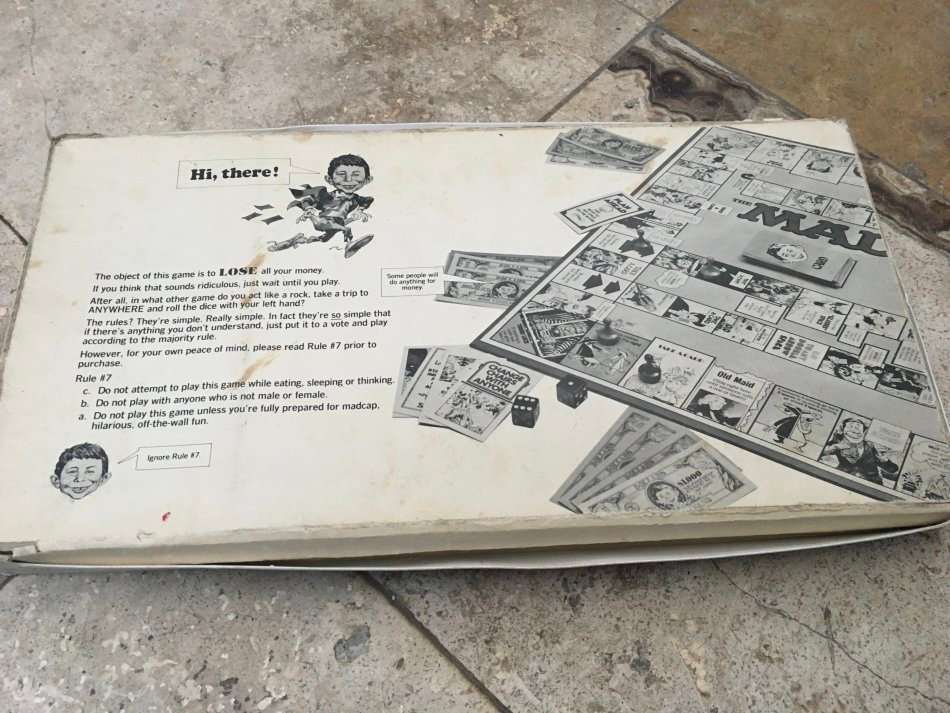 Hi, there!
The object of this game is to LOSE all your money.
If you think that sounds ridiculous, just wait until you play.
After all, in what other game do you act like a rock, take a trip to
ANYWHERE and roll the dice with your left hand?
The rules? They're simple. Really simple. In fact they're so simple that
if there's anything you don't understand, just put it to a vote and play
according to the majority rule.
However, for your own peace of mind, please read Rule #7 prior to
purchase.
Rule #7
c. Do not attempt to play this game while eating, sleeping or thinking.
b. Do not play with anyone who is not male or female.
a. Do not play this game unless you're fully prepared for madcap,
hilarious, off-the-wall fun.
Ignore Rule #7.
Some people will
do anything for
money.
THE
MAD
CARD
CHANGE
CHAIRS
WITH
ANYONE
Old Maid
$1,000